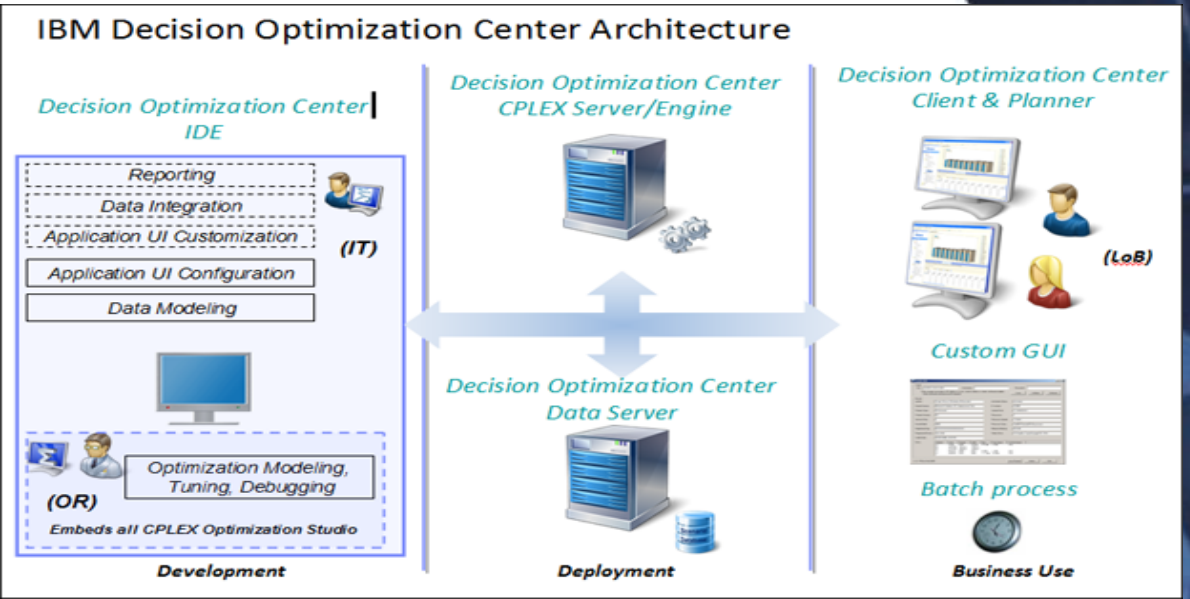 IBM Decision Optimization Center Architecture
Decision Optimization Center
IDE
Reporting
Data Integration
Application UI Customization
(IT)
Application UI Configuration
Data Modeling
Optimization Modeling,
Tuning, Debugging
(OR)
Embeds all CPLEX Optimization Studio
Development
Decision Optimization Center
CPLEX Server/Engine
Decision Optimization Center
Data Server
Deployment
Decision Optimization Center
Client & Planner
(LoB)
Custom GUI
Batch process
Business Use